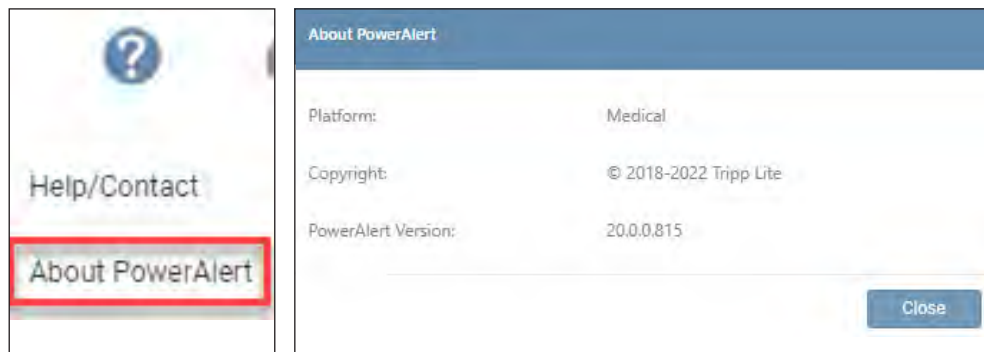 ?
Help/Contact
About PowerAlert
About PowerAlert
Platform: Medical
Copyright: © 2018-2022 Tripp Lite
PowerAlert Version: 20.0.0.815
Close